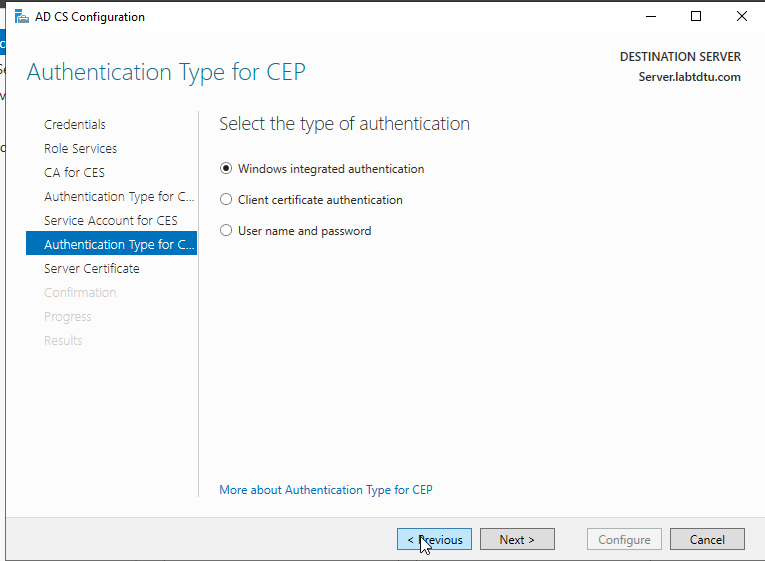 AD CS Configuration
Authentication Type for CEP
DESTINATION SERVER
Server.labtdtu.com
Credentials
Role Services
CA for CES
Authentication Type for C...
Service Account for CES
Authentication Type for C...
Server Certificate
Confirmation
Progress
Results
Select the type of authentication
Windows integrated authentication
Client certificate authentication
User name and password
More about Authentication Type for CEP
< Previous
Next >
Configure
Cancel